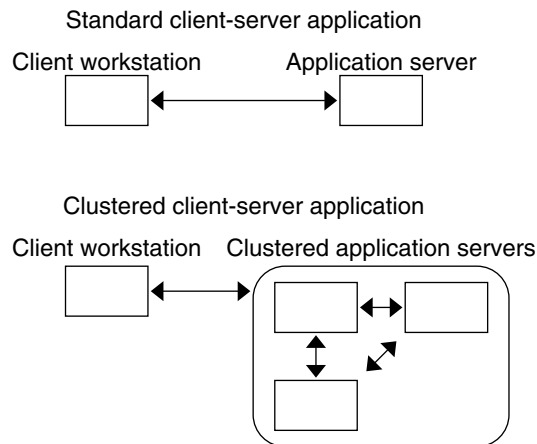 Standard client-server application
Client workstation Application server
Clustered client-server application
Client workstation Clustered application servers